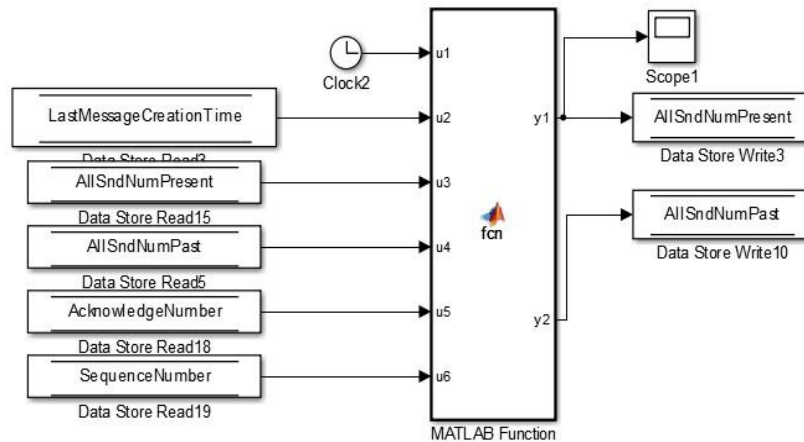 Clock2
LastMessageCreationTime
Data Store Read3
AllSndNumPresent
Data Store Read15
AllSndNumPast
Data Store Read5
AcknowledgeNumber
Data Store Read18
SequenceNumber
Data Store Read19
u1
u2
u3
u4
u5
u6
fcn
y1
y2
MATLAB Function
Scope1
AllSndNumPresent
Data Store Write3
AllSndNumPast
Data Store Write10